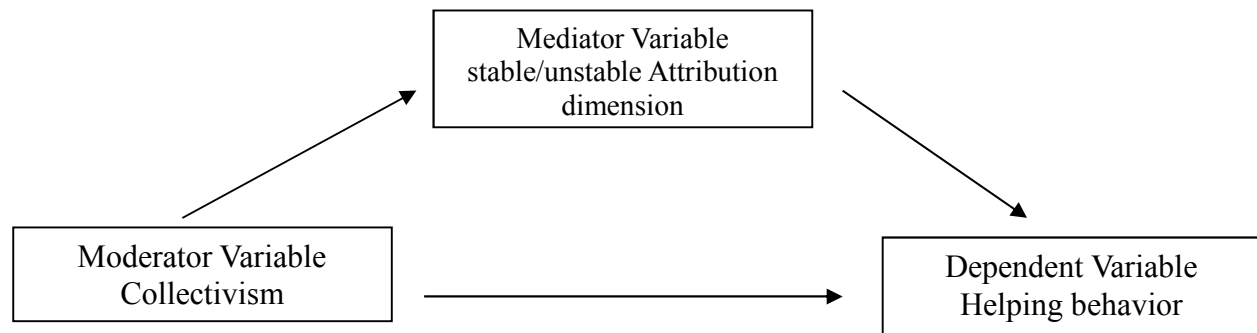 Mediator Variable
stable/unstable Attribution
dimension
Moderator Variable
Collectivism
Dependent Variable
Helping behavior